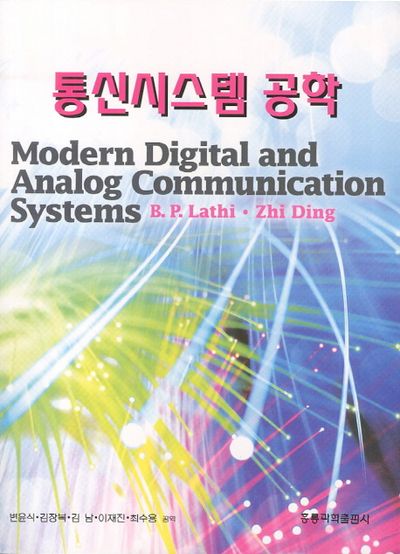 통신시스템 공학
Modern Digital and
Analog Communication
Systems B. P. Lathi • Zhi Ding
변윤식•김장복•김 남•이재진•최수용 공역
홍릉과학출판사